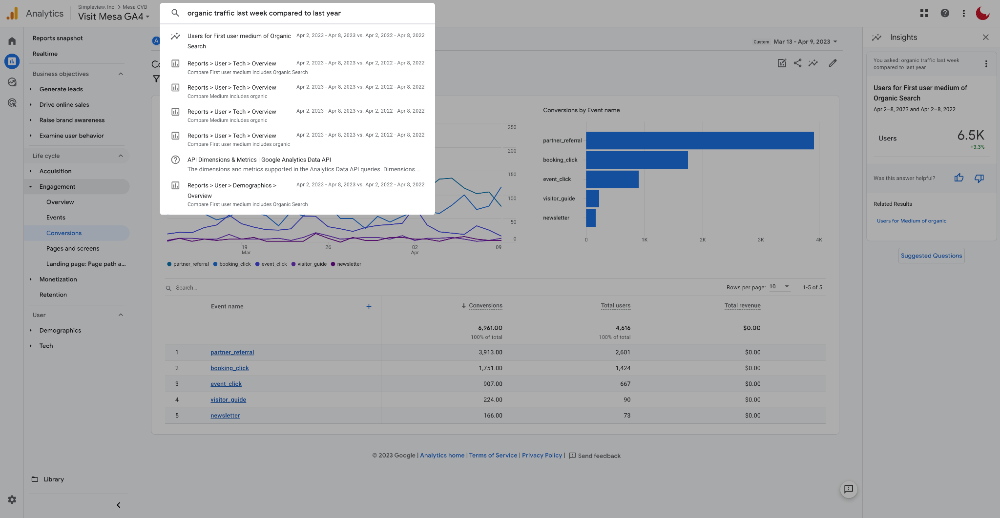 Analytics
Simpleview, Inc. > Mesa CVB
Visit Mesa GA4
organic traffic last week compared to last year
Users for First user medium of Organic Search
Apr 2, 2023 - Apr 8, 2023 vs. Apr 2, 2022 - Apr 8, 2022
Reports > User > Tech > Overview
Apr 2, 2023 - Apr 8, 2023 vs. Apr 2, 2022 - Apr 8, 2022
Compare First user medium includes Organic Search
Reports > User > Tech > Overview
Apr 2, 2023 - Apr 8, 2023 vs. Apr 2, 2022 - Apr 8, 2022
Compare Medium includes organic
Reports > User > Tech > Overview
Apr 2, 2023 - Apr 8, 2023 vs. Apr 2, 2022 - Apr 8, 2022
Compare Medium includes organic
Reports > User > Tech > Overview
Apr 2, 2023 - Apr 8, 2023 vs. Apr 2, 2022 - Apr 8, 2022
Compare First user medium includes organic
API Dimensions & Metrics | Google Analytics Data API
The dimensions and metrics supported in the Analytics Data API queries. Dimensions....
Reports > User > Demographics >
Overview
Apr 2, 2023 - Apr 8, 2023 vs. Apr 2, 2022 - Apr 8, 2022
Compare First user medium includes Organic Search
Reports snapshot
Realtime
Business objectives
Generate leads
Drive online sales
Raise brand awareness
Examine user behavior
Life cycle
Acquisition
Engagement
Overview
Events
Conversions
Pages and screens
Landing page: Page path a...
Monetization
Retention
User
Demographics
Tech
Library
A
Co
Custom Mar 13 - Apr 9, 2023
250
200
150
100
50
0
19
Mar
26
02
Apr
09
partner_referral booking_click event_click visitor_guide newsletter
Conversions by Event name
partner_referral
booking_click
event_click
visitor_guide
newsletter
0 1K 2K 3K 4K
Search...
Rows per page: 10 1-5 of 5
Event name + Conversions Total users Total revenue
6,961.00 4,616 $0.00
100% of total 100% of total
1 partner_referral 3,913.00 2,601 $0.00
2 booking_click 1,751.00 1,424 $0.00
3 event_click 907.00 667 $0.00
4 visitor_guide 224.00 90 $0.00
5 newsletter 166.00 73 $0.00
© 2023 Google | Analytics home | Terms of Service | Privacy Policy | Send feedback
Insights
You asked: organic traffic last week
compared to last year
Users for First user medium of
Organic Search
Apr 2–8, 2023 and Apr 2–8, 2022
Users 6.5K
+3.3%
Was this answer helpful?
Related Results
Users for Medium of organic
Suggested Questions